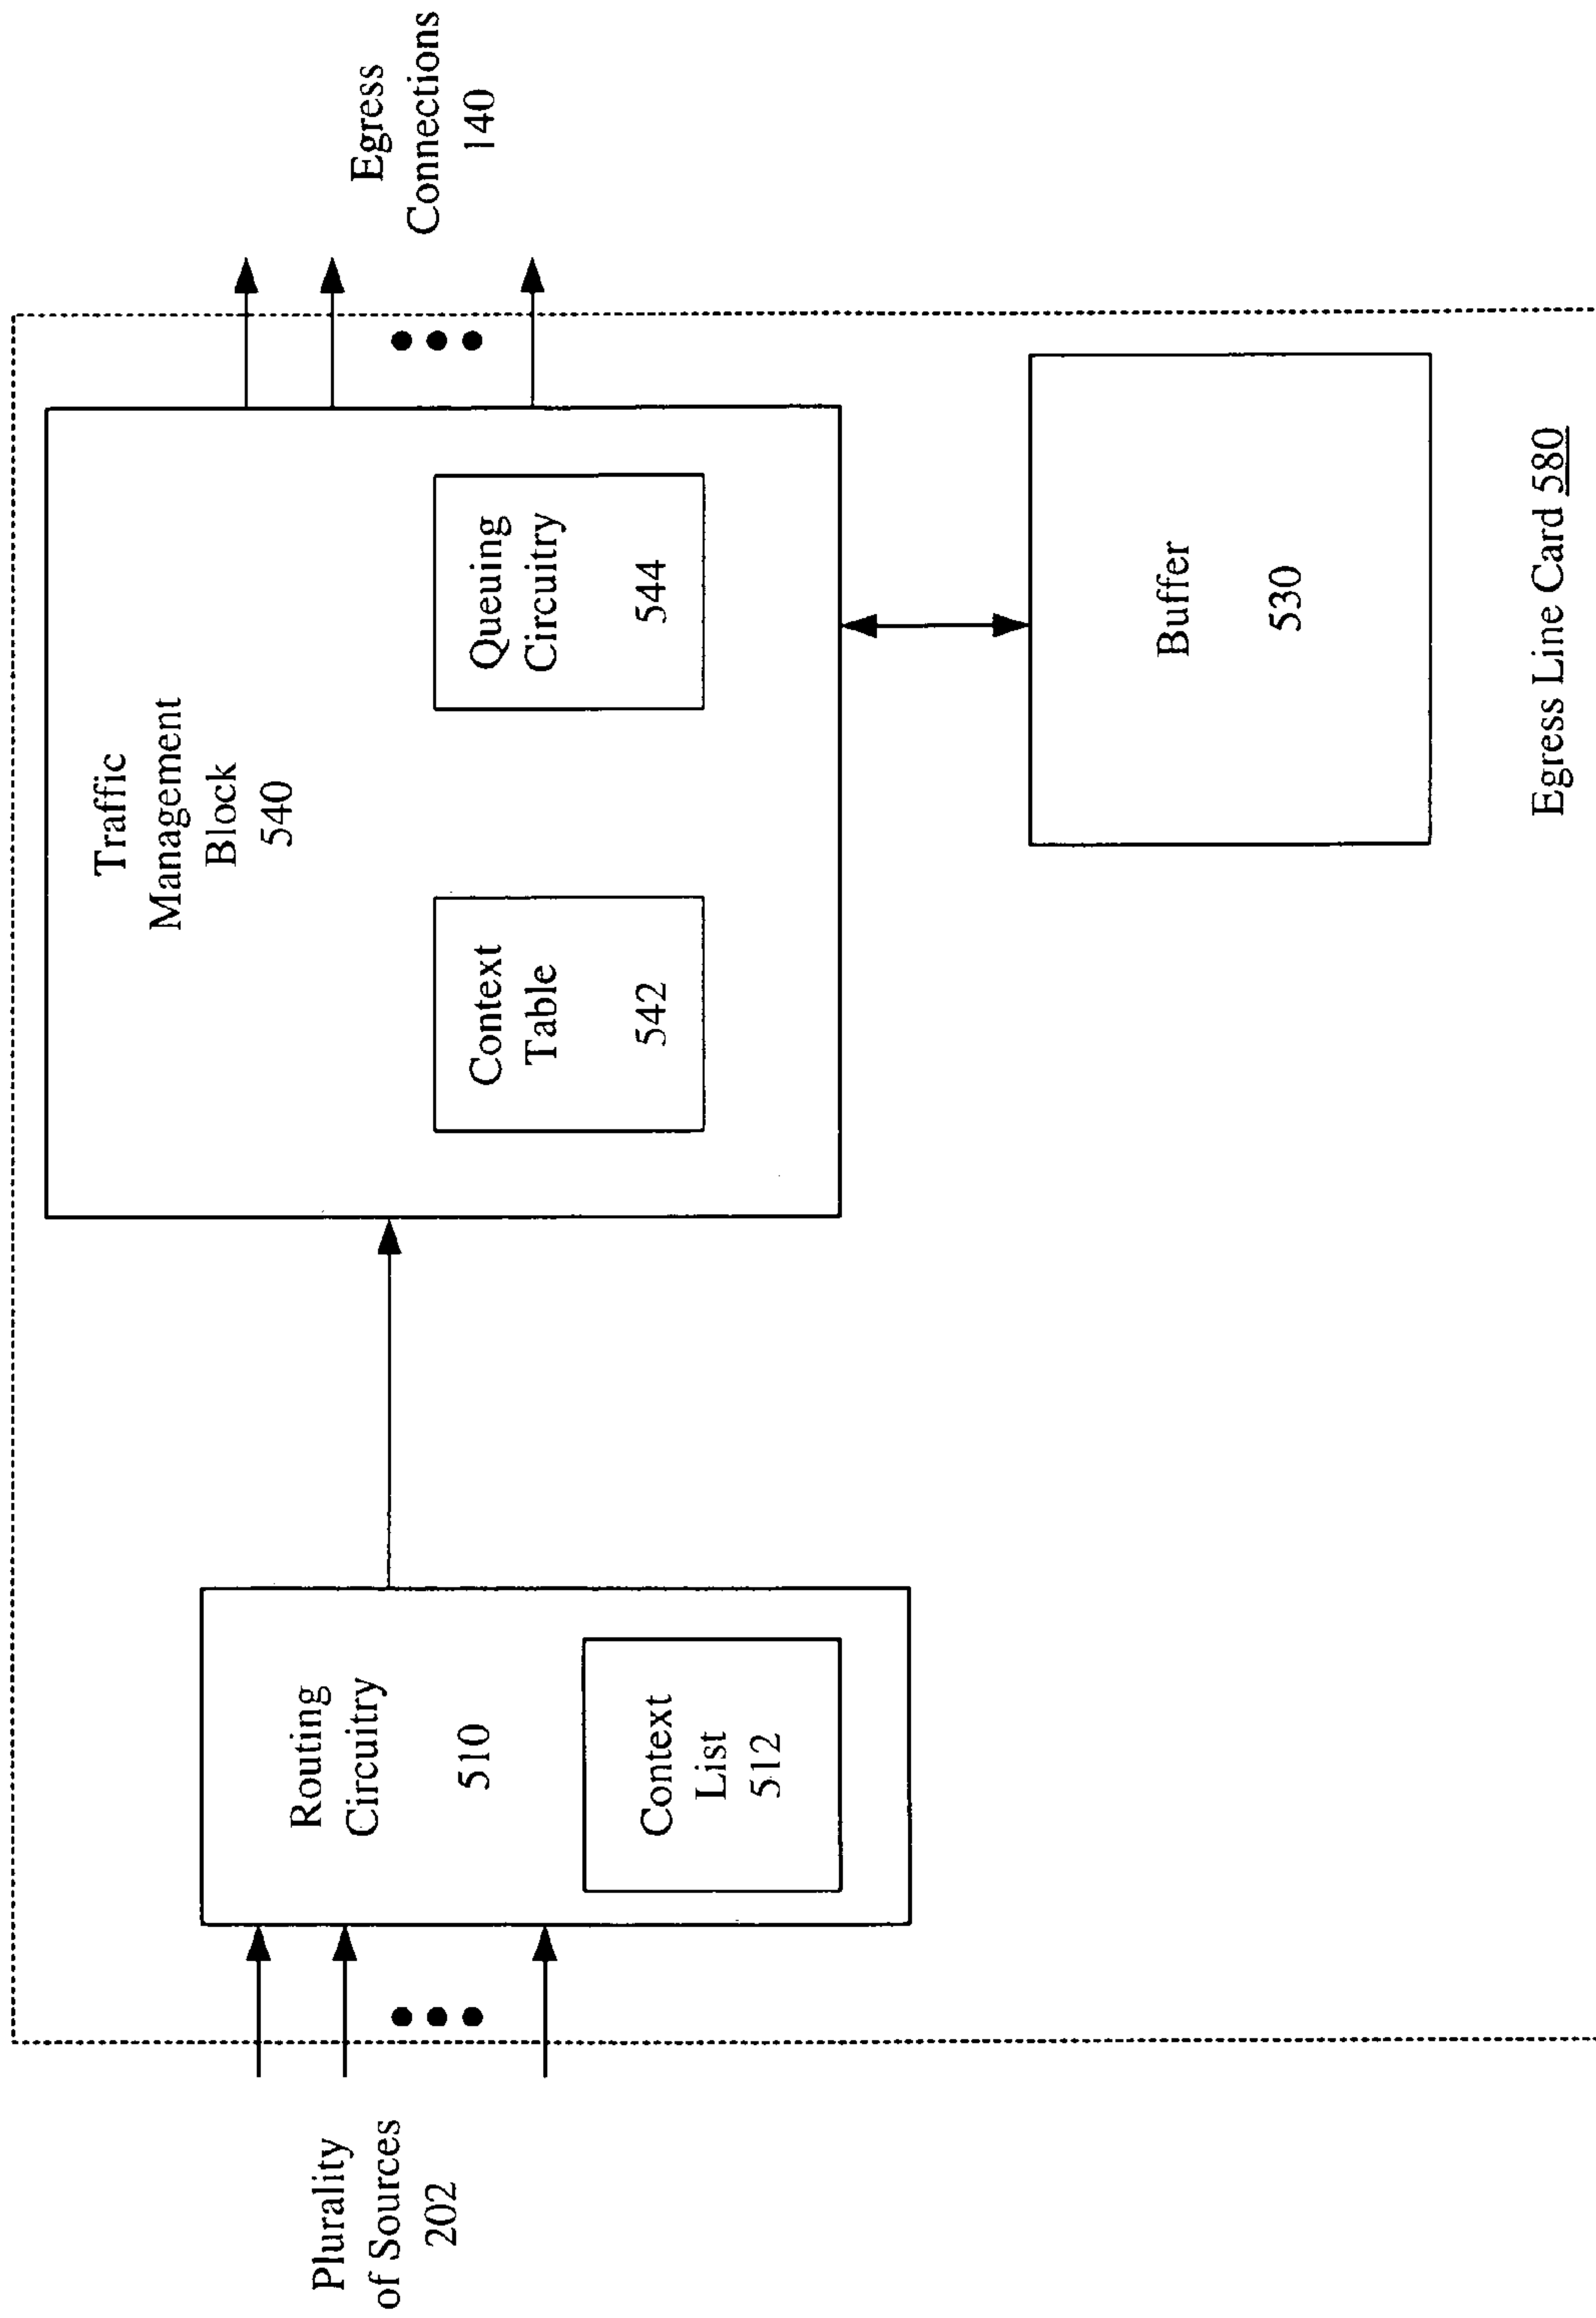 Plurality
of Sources
202
Routing
Circuitry
510
Context
List
512
Traffic
Management
Block
540
Context
Table
542
Queuing
Circuitry
544
Egress
Connections
140
Buffer
530
Egress Line Card 580